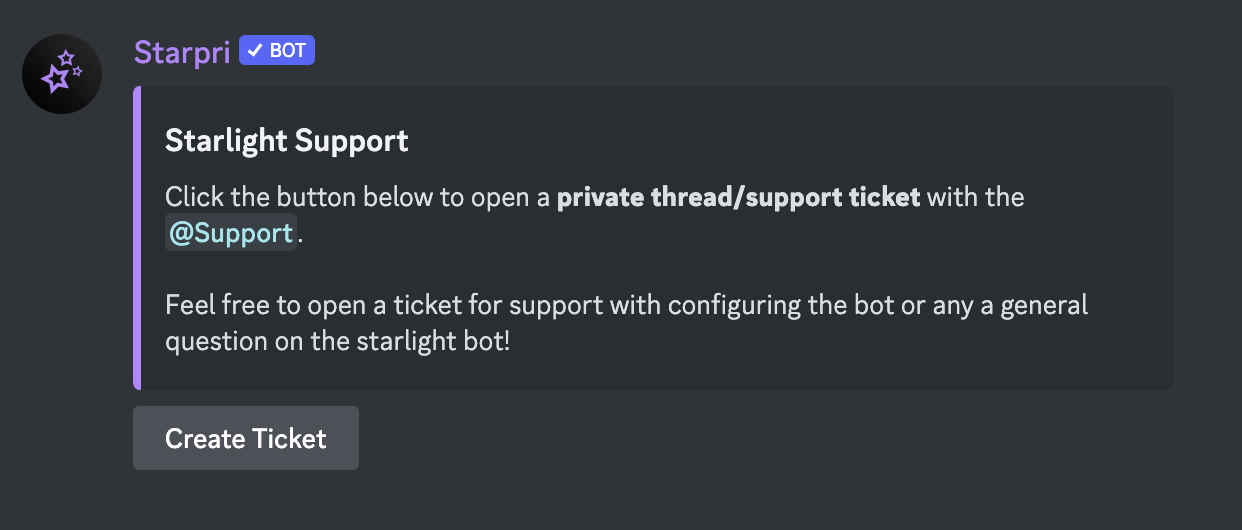 Starpri BOT
Starlight Support
Click the button below to open a private thread/support ticket with the
@Support.
Feel free to open a ticket for support with configuring the bot or any a general
question on the starlight bot!
Create Ticket